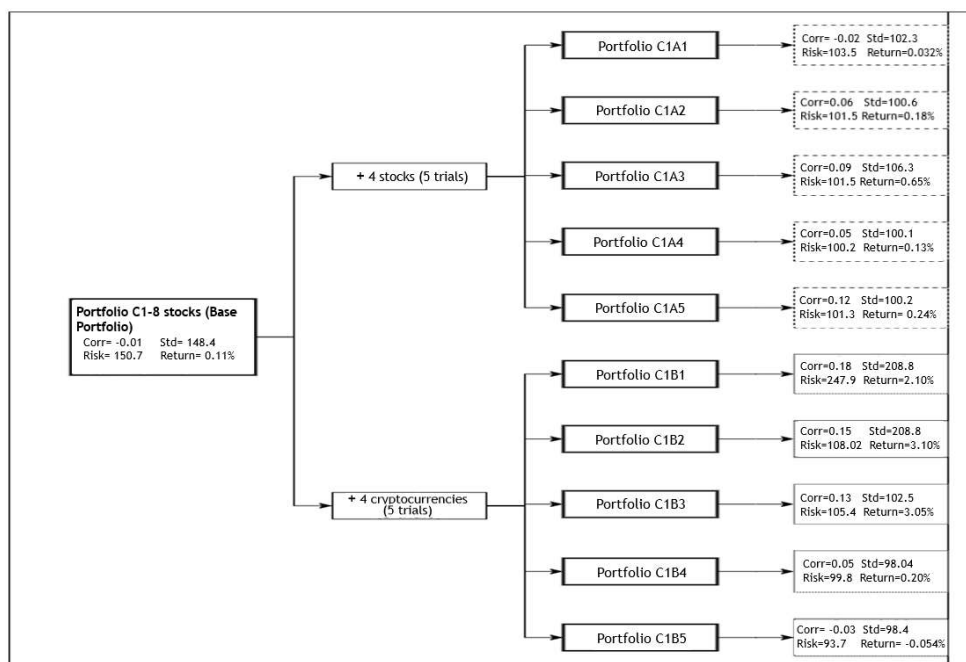 Portfolio C1-8 stocks (Base
Portfolio)
Corr= -0.01 Std= 148.4
Risk= 150.7 Return= 0.11%
+ 4 stocks (5 trials)
Portfolio C1A1
Corr= -0.02 Std=102.3
Risk=103.5 Return=0.032%
Portfolio C1A2
Corr=0.06 Std=100.6
Risk=101.5 Return=0.18%
Portfolio C1A3
Corr=0.09 Std=106.3
Risk=101.5 Return=0.65%
Portfolio C1A4
Corr=0.05 Std=100.1
Risk=100.2 Return=0.13%
Portfolio C1A5
Corr=0.12 Std=100.2
Risk=101.3 Return= 0.24%
+ 4 cryptocurrencies
(5 trials)
Portfolio C1B1
Corr=0.18 Std=208.8
Risk=247.9 Return=2.10%
Portfolio C1B2
Corr=0.15 Std=208.8
Risk=108.02 Return=3.10%
Portfolio C1B3
Corr=0.13 Std=102.5
Risk=105.4 Return=3.05%
Portfolio C1B4
Corr=0.05 Std=98.04
Risk=99.8 Return=0.20%
Portfolio C1B5
Corr= -0.03 Std=98.4
Risk=93.7 Return= -0.054%